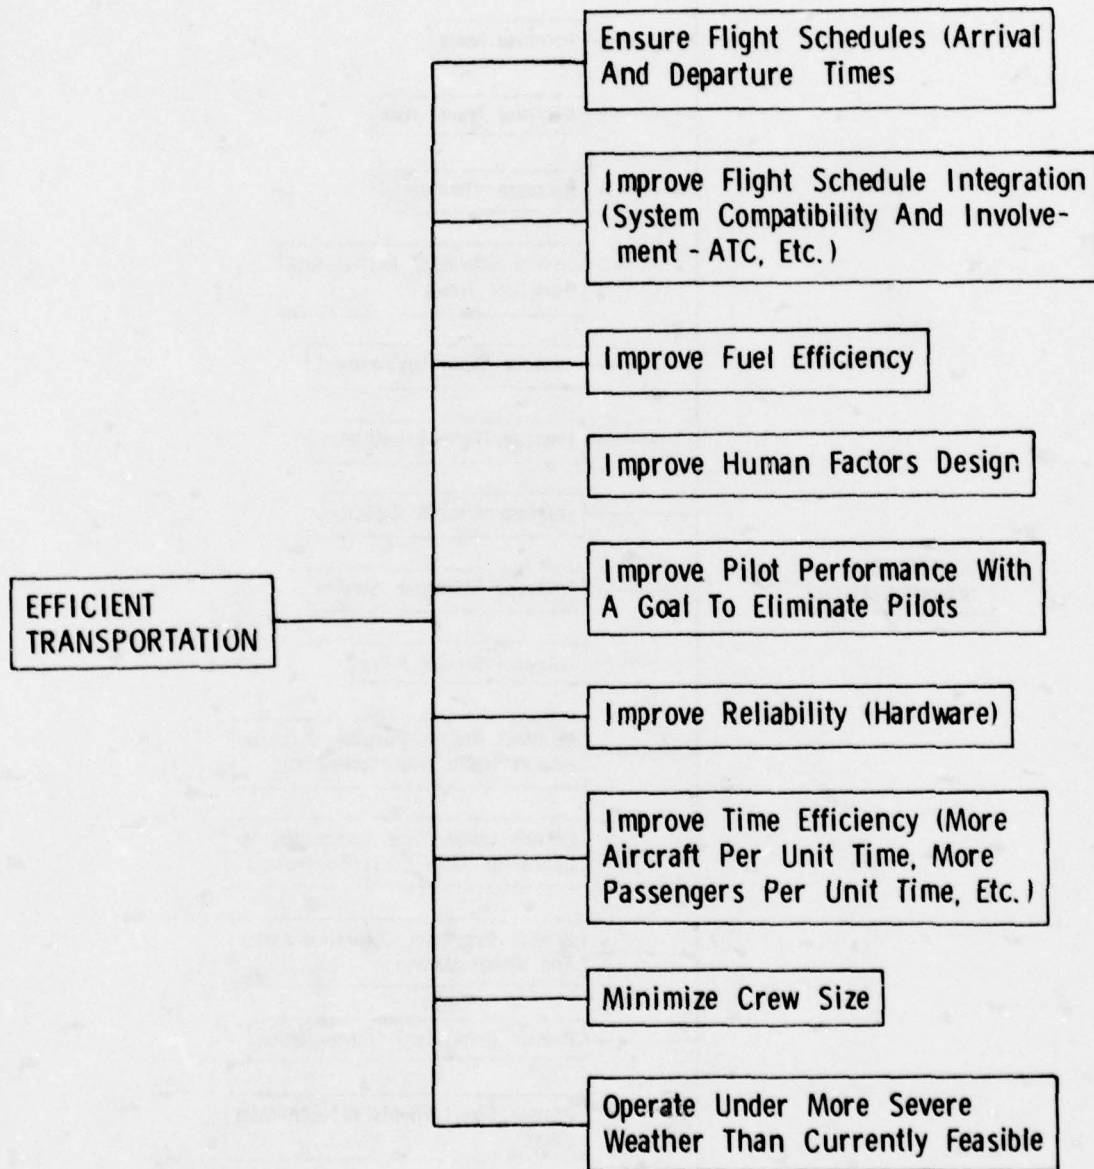 Ensure Flight Schedules (Arrival
And Departure Times
Improve Flight Schedule Integration
(System Compatibility And Involve-
ment - ATC, Etc.)
Improve Fuel Efficiency
Improve Human Factors Design
EFFICIENT
TRANSPORTATION
Improve Pilot Performance With
A Goal To Eliminate Pilots
Improve Reliability (Hardware)
Improve Time Efficiency (More
Aircraft Per Unit Time, More
Passengers Per Unit Time, Etc.)
Minimize Crew Size
Operate Under More Severe
Weather Than Currently Feasible